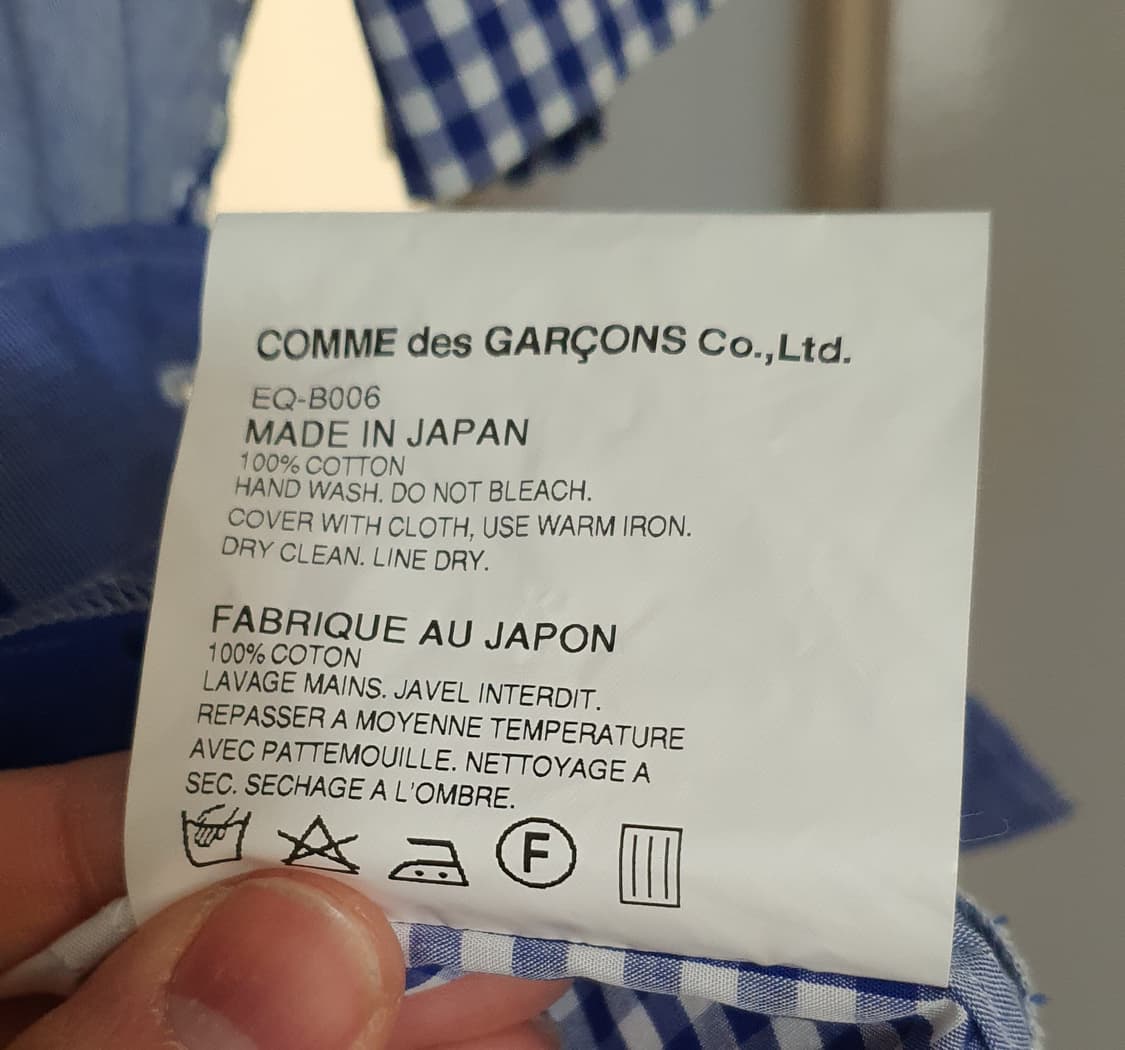 COMME des GARÇONS Co.,Ltd.
EQ-B006
MADE IN JAPAN
100% COTTON
HAND WASH. DO NOT BLEACH.
COVER WITH CLOTH, USE WARM IRON.
DRY CLEAN. LINE DRY.
FABRIQUE AU JAPON
100% COTON
LAVAGE MAINS. JAVEL INTERDIT.
REPASSER A MOYENNE TEMPERATURE
AVEC PATTEMOUILLE. NETTOYAGE A
SEC. SECHAGE A L'OMBRE.
F